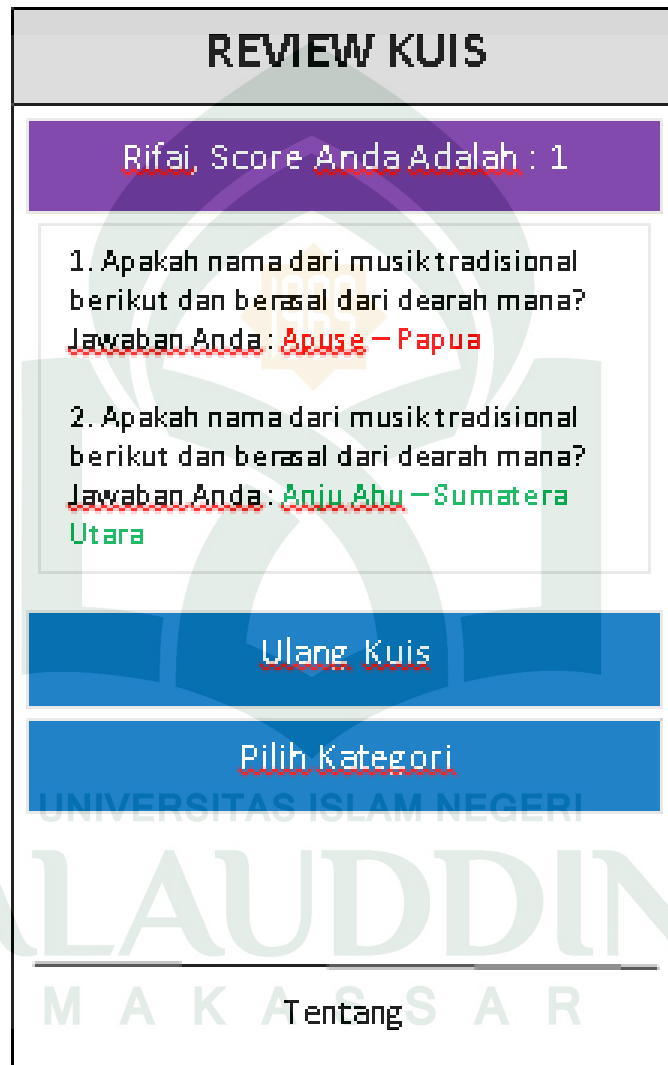 REVIEW KUIS
Rifai, Score Anda Adalah : 1
1. Apakah nama dari musik tradisional
berikut dan berasal dari dearah mana?
Jawaban Anda : Apuse – Papua
2. Apakah nama dari musik tradisional
berikut dan berasal dari dearah mana?
Jawaban Anda : Anju Ahu – Sumatera
Utara
Ulang Kuis
Pilih Kategori
UNIVERSITAS ISLAM NEGERI
ALAUDDIN
MAKASSAR
Tentang